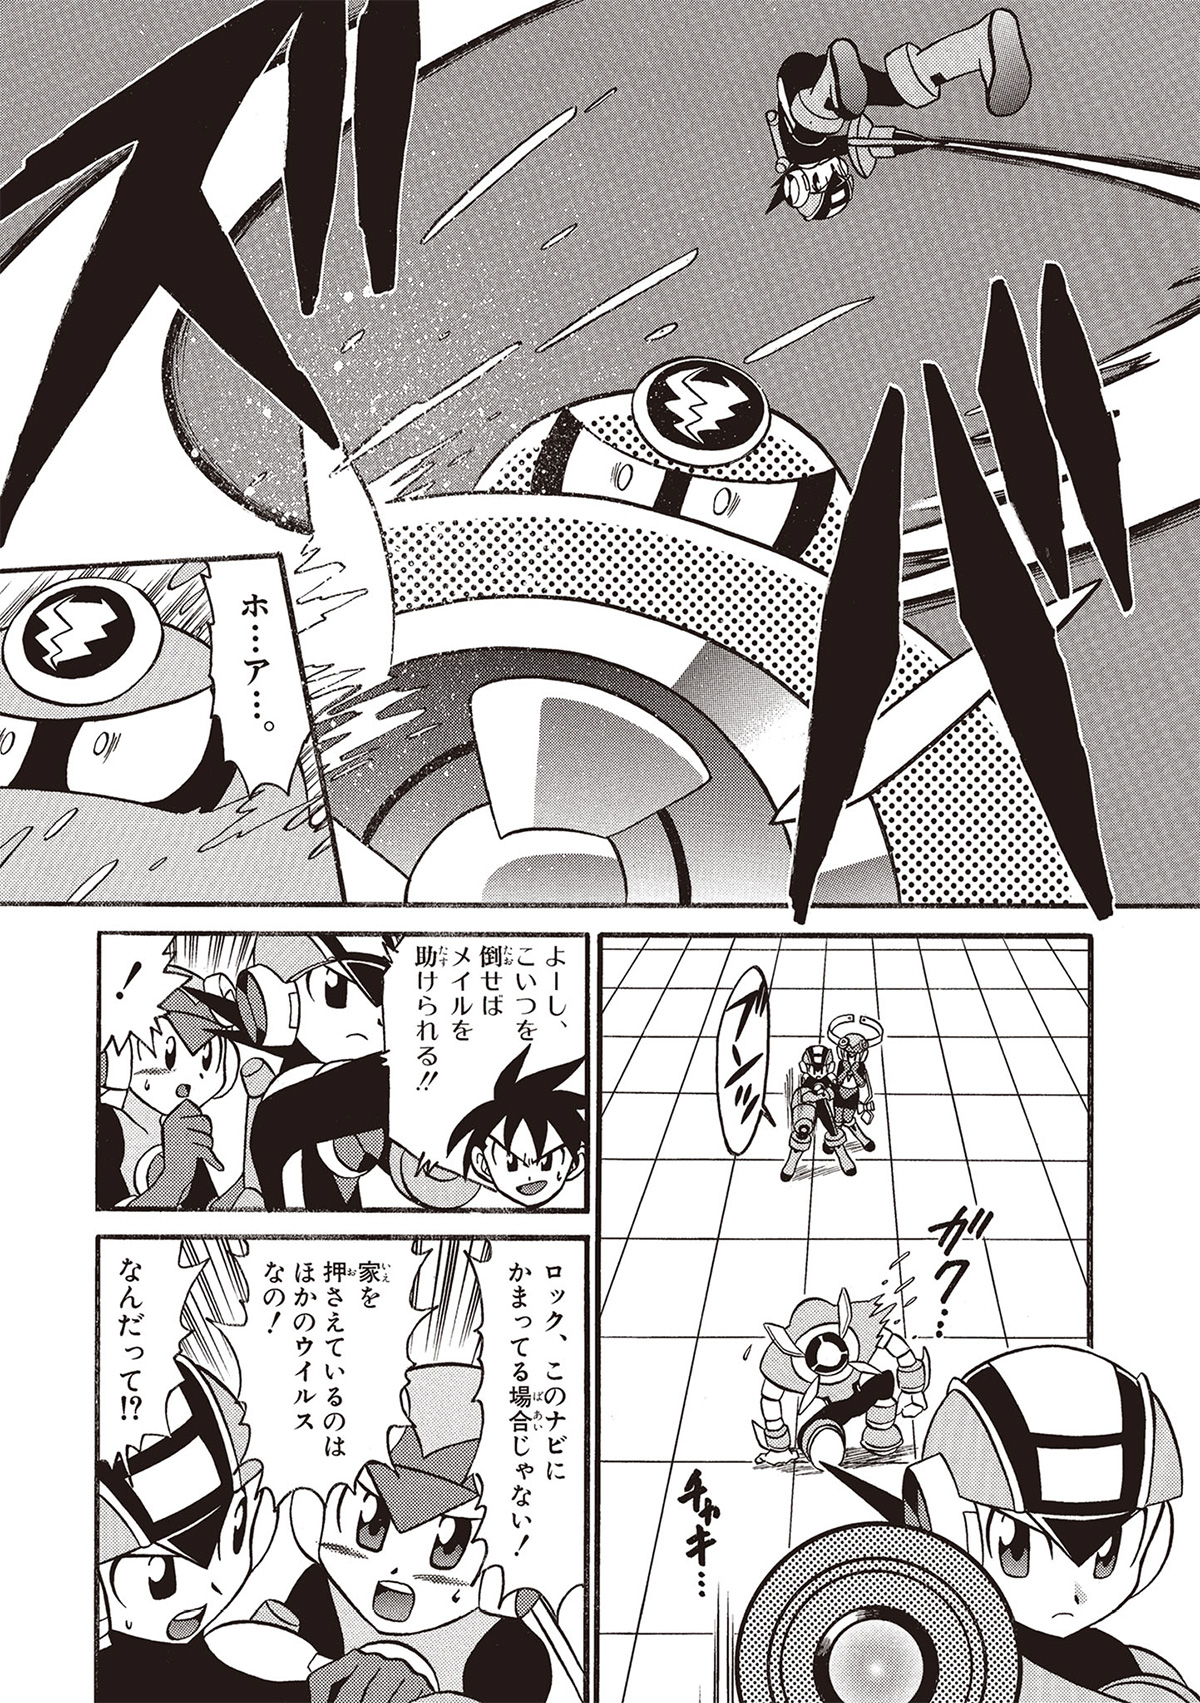 ズバッ
ホ…ア…。
ブーン
ガク…
チャキ…
よーし、
こいつを
倒せば
メイルを
助けられる!!
!
ロック、このナビに
かまってる場合じゃない!
家を
押さえているのは
ほかのウイルス
なの!
なんだって!?